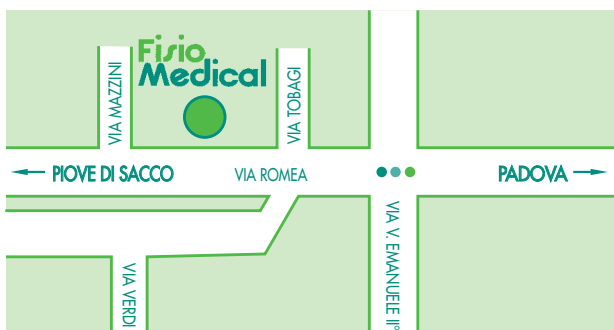 Fisio
Medical
VIA MAZZINI
VIA TOBAGI
PIOVE DI SACCO
VIA ROMEA
PADOVA
VIA VERDI
VIA V. EMANUELE II°